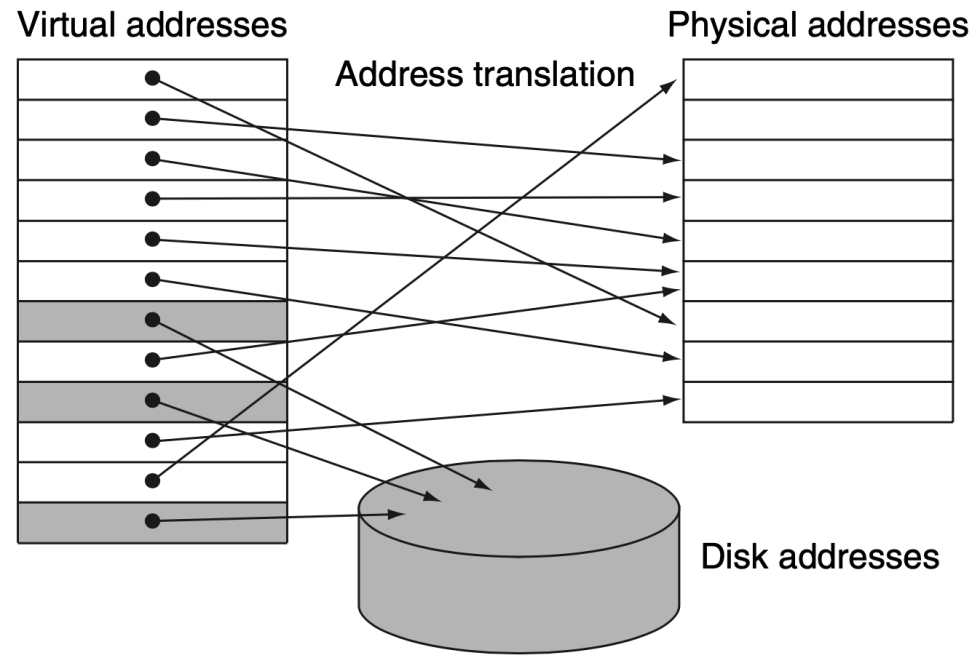 Virtual addresses
Physical addresses
Address translation
Disk addresses